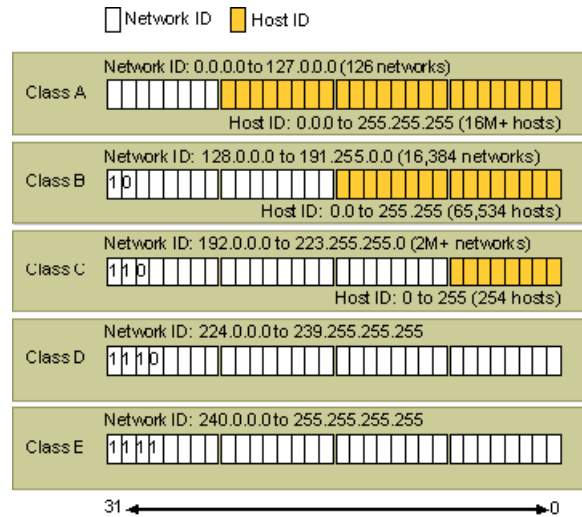 Network ID Host ID
Network ID: 0.0.0.0 to 127.0.0.0 (126 networks)
Class A
Host ID: 0.0.0 to 255.255.255 (16M+ hosts)
Network ID: 128.0.0.0 to 191.255.0.0 (16,384 networks)
Class B
1 0
Host ID: 0.0 to 255.255 (65,534 hosts)
Network ID: 192.0.0.0 to 223.255.255.0 (2M+ networks)
Class C
1 1 0
Host ID: 0 to 255 (254 hosts)
Network ID: 224.0.0.0 to 239.255.255.255
Class D
1 1 1 0
Network ID: 240.0.0.0 to 255.255.255.255
Class E
1 1 1 1
31 0